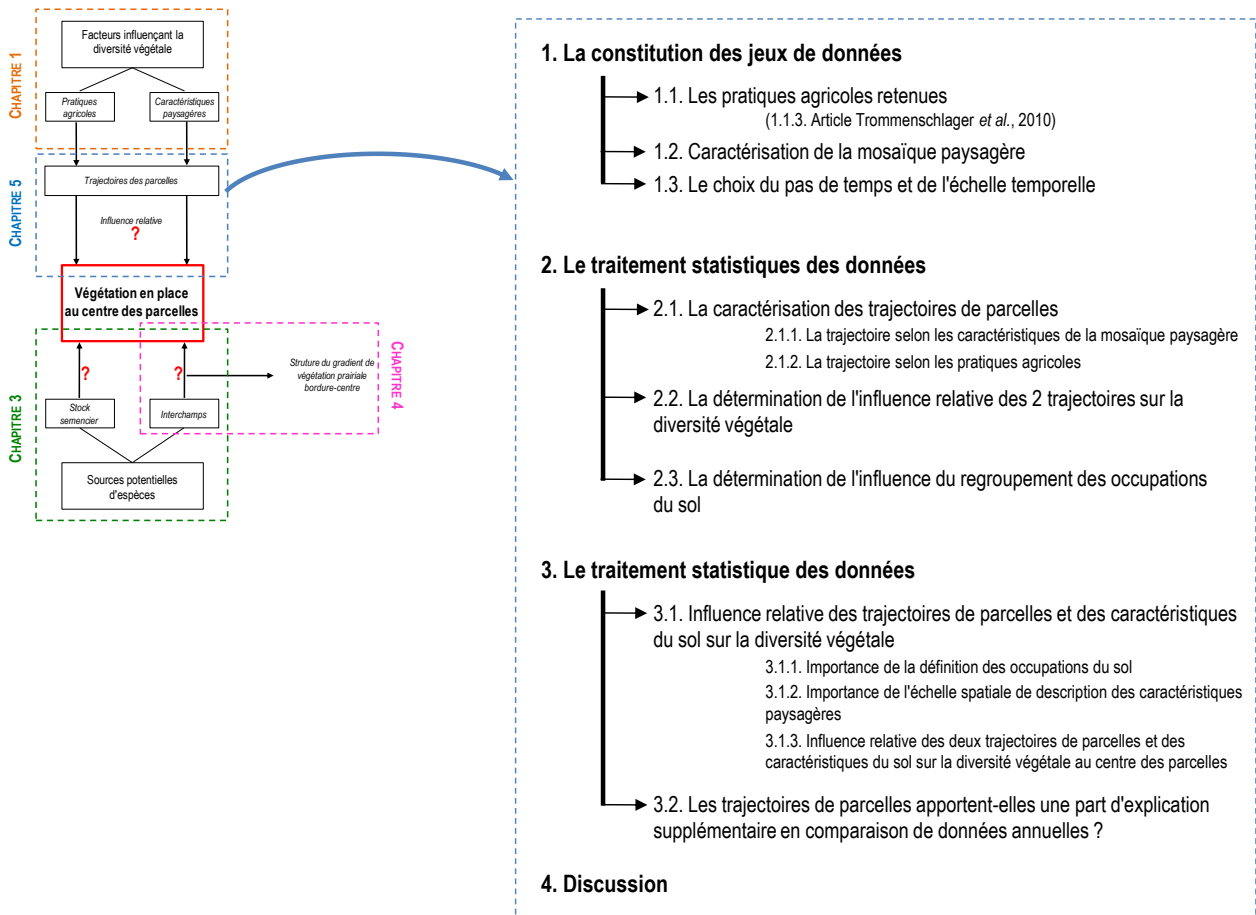 CHAPITRE 1
Facteurs influençant la
diversité végétale
Pratiques
agricoles
Caractéristiques
paysagères
CHAPITRE 5
Trajectoires des parcelles
Influence relative
?
Végétation en place
au centre des parcelles
CHAPITRE 3
?
?
Stock
semencier
Interchamps
Sources potentielles
d'espèces
CHAPITRE 4
Struture du gradient de
végétation prairiale
bordure-centre
1. La constitution des jeux de données
1.1. Les pratiques agricoles retenues
(1.1.3. Article Trommenschlager et al., 2010)
1.2. Caractérisation de la mosaïque paysagère
1.3. Le choix du pas de temps et de l'échelle temporelle
2. Le traitement statistiques des données
2.1. La caractérisation des trajectoires de parcelles
2.1.1. La trajectoire selon les caractéristiques de la mosaïque paysagère
2.1.2. La trajectoire selon les pratiques agricoles
2.2. La détermination de l'influence relative des 2 trajectoires sur la
diversité végétale
2.3. La détermination de l'influence du regroupement des occupations
du sol
3. Le traitement statistique des données
3.1. Influence relative des trajectoires de parcelles et des caractéristiques
du sol sur la diversité végétale
3.1.1. Importance de la définition des occupations du sol
3.1.2. Importance de l'échelle spatiale de description des caractéristiques
paysagères
3.1.3. Influence relative des deux trajectoires de parcelles et des
caractéristiques du sol sur la diversité végétale au centre des parcelles
3.2. Les trajectoires de parcelles apportent-elles une part d'explication
supplémentaire en comparaison de données annuelles ?
4. Discussion